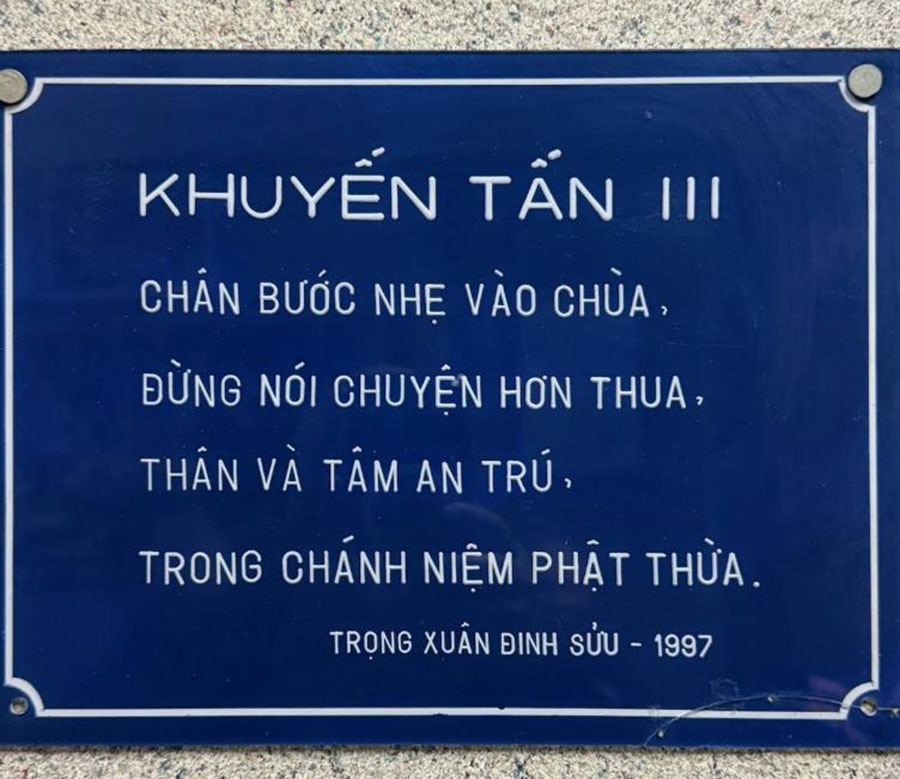 KHUYẾN TẤN III
CHÂN BƯỚC NHẸ VÀO CHÙA,
ĐỪNG NÓI CHUYỆN HƠN THUA,
THÂN VÀ TÂM AN TRÚ,
TRONG CHÁNH NIỆM PHẬT THỪA.
TRỌNG XUÂN ĐINH SỬU - 1997